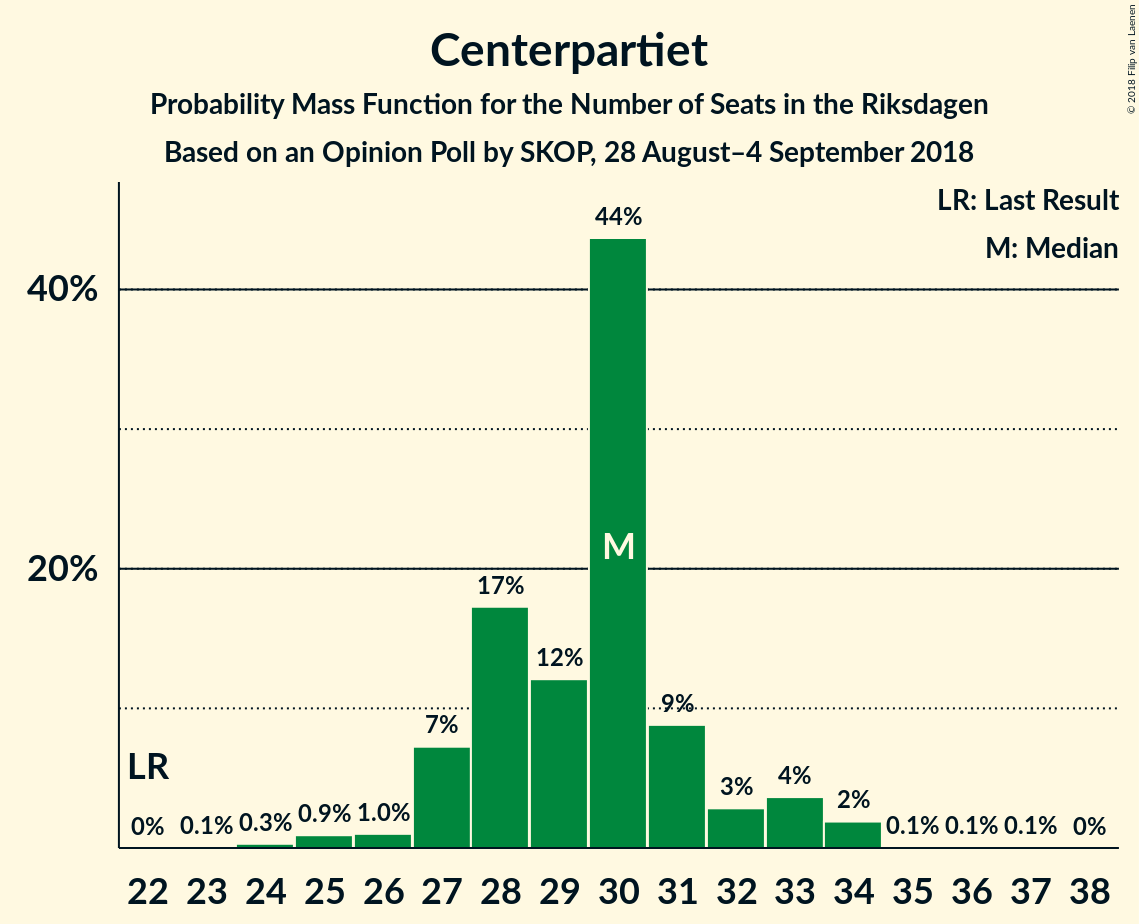 Centerpartiet
Probability Mass Function for the Number of Seats in the Riksdagen
Based on an Opinion Poll by SKOP, 28 August–4 September 2018
© 2018 Filip van Laenen
LR: Last Result
M: Median
44%
40%
M
20%
17%
12%
9%
7%
LR
4%
3%
2%
0% 0.1% 0.3% 0.9% 1.0% 0.1% 0.1% 0.1% 0%
22 23 24 25 26 27 28 29 30 31 32 33 34 35 36 37 38